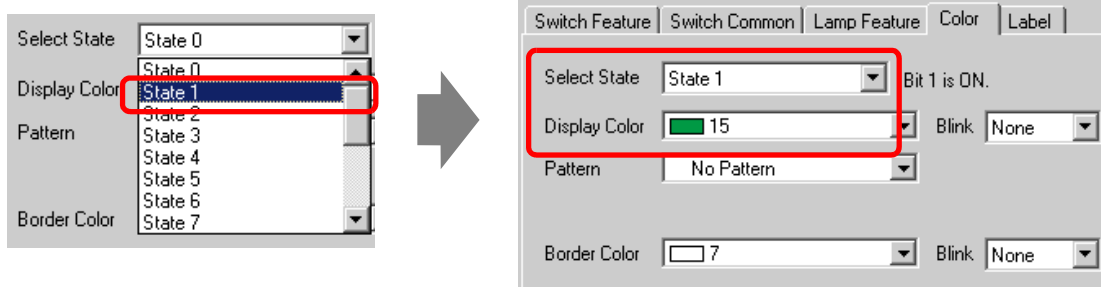 Select State State 0
State 0
Display Color State 1
State 2
Pattern State 3
State 4
State 5
State 6
Border Color State 7
Switch Feature Switch Common Lamp Feature Color Label
Select State State 1 Bit 1 is ON.
Display Color 15 Blink None
Pattern No Pattern
Border Color 7 Blink None